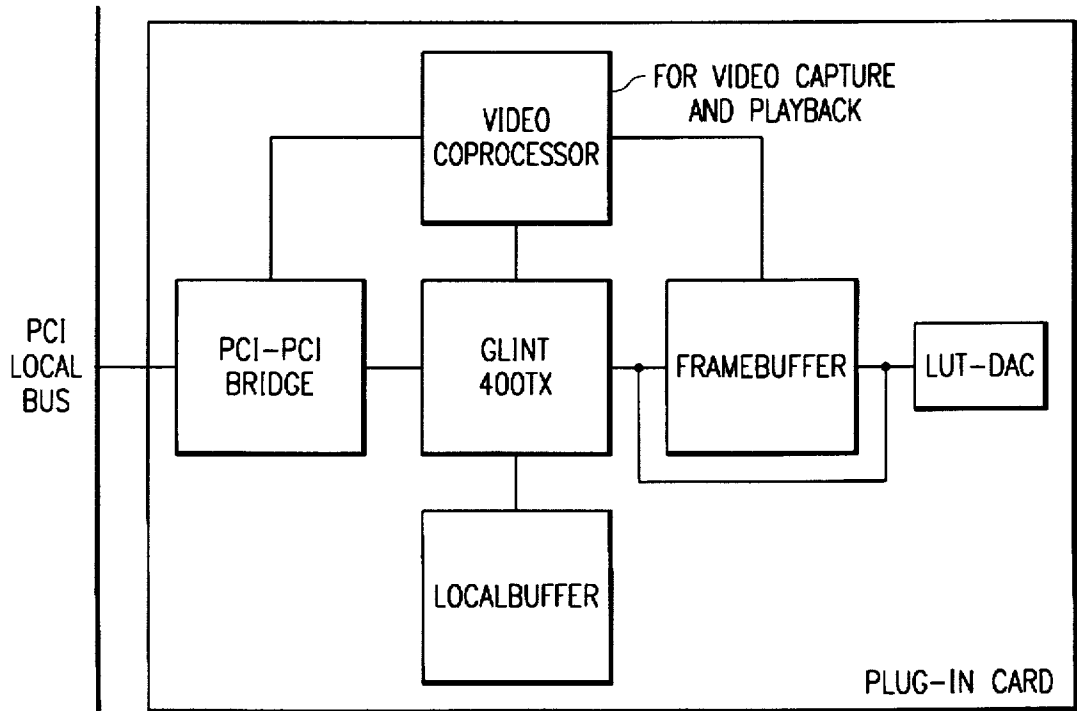 VIDEO
COPROCESSOR
FOR VIDEO CAPTURE
AND PLAYBACK
PCI
LOCAL
BUS
PCI-PCI
BRIDGE
GLINT
400TX
FRAMEBUFFER
LUT-DAC
LOCALBUFFER
PLUG-IN CARD